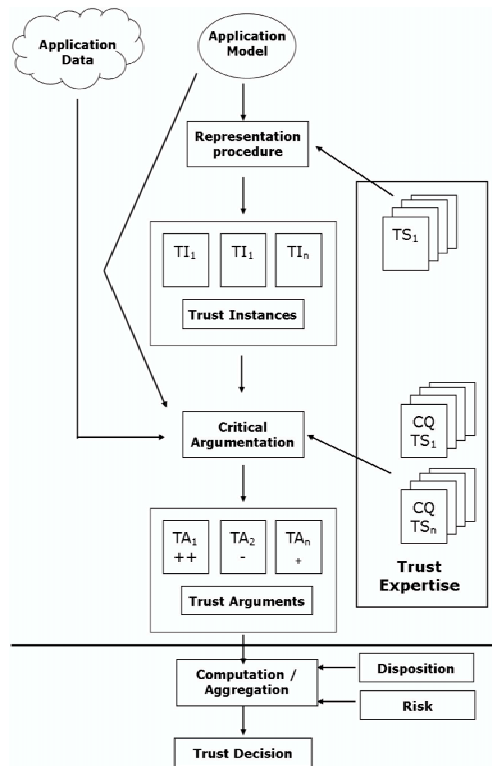 Application
Data
Application
Model
Representation
procedure
TS₁
TI₁
TI₁
TIₙ
Trust Instances
Critical
Argumentation
CQ
TS₁
CQ
TSₙ
Trust
Expertise
TA₁
++
TA₂
-
TAₙ
+
Trust Arguments
Computation /
Aggregation
Disposition
Risk
Trust Decision